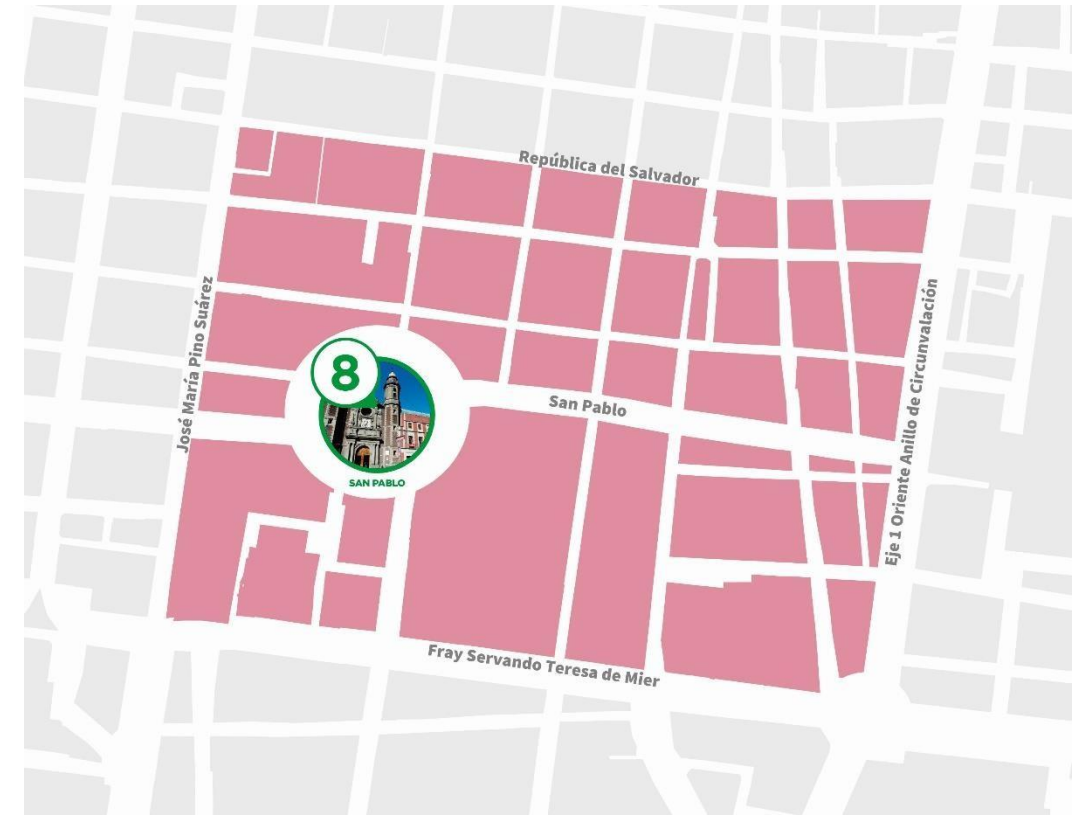 República del Salvador
José María Pino Suárez
8
SAN PABLO
San Pablo
Eje 1 Oriente Anillo de Circunvalación
Fray Servando Teresa de Mier